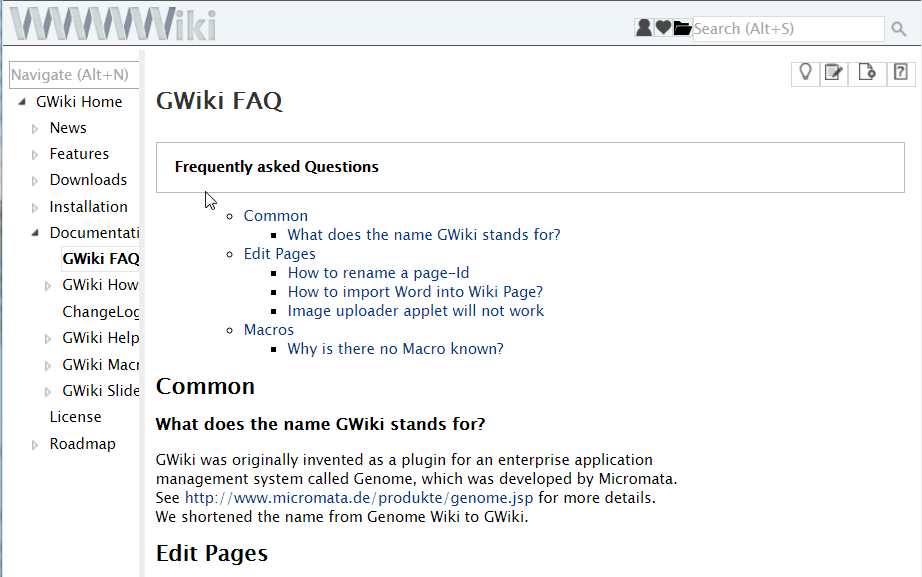 WWWWiki
Search (Alt+S)
Navigate (Alt+N)
GWiki Home
News
Features
Downloads
Installation
Documentati
GWiki FAQ
GWiki How
ChangeLog
GWiki Help
GWiki Macr
GWiki Slide
License
Roadmap
GWiki FAQ
Frequently asked Questions
Common
What does the name GWiki stands for?
Edit Pages
How to rename a page-Id
How to import Word into Wiki Page?
Image uploader applet will not work
Macros
Why is there no Macro known?
Common
What does the name GWiki stands for?
GWiki was originally invented as a plugin for an enterprise application
management system called Genome, which was developed by Micromata.
See http://www.micromata.de/produkte/genome.jsp for more details.
We shortened the name from Genome Wiki to GWiki.
Edit Pages